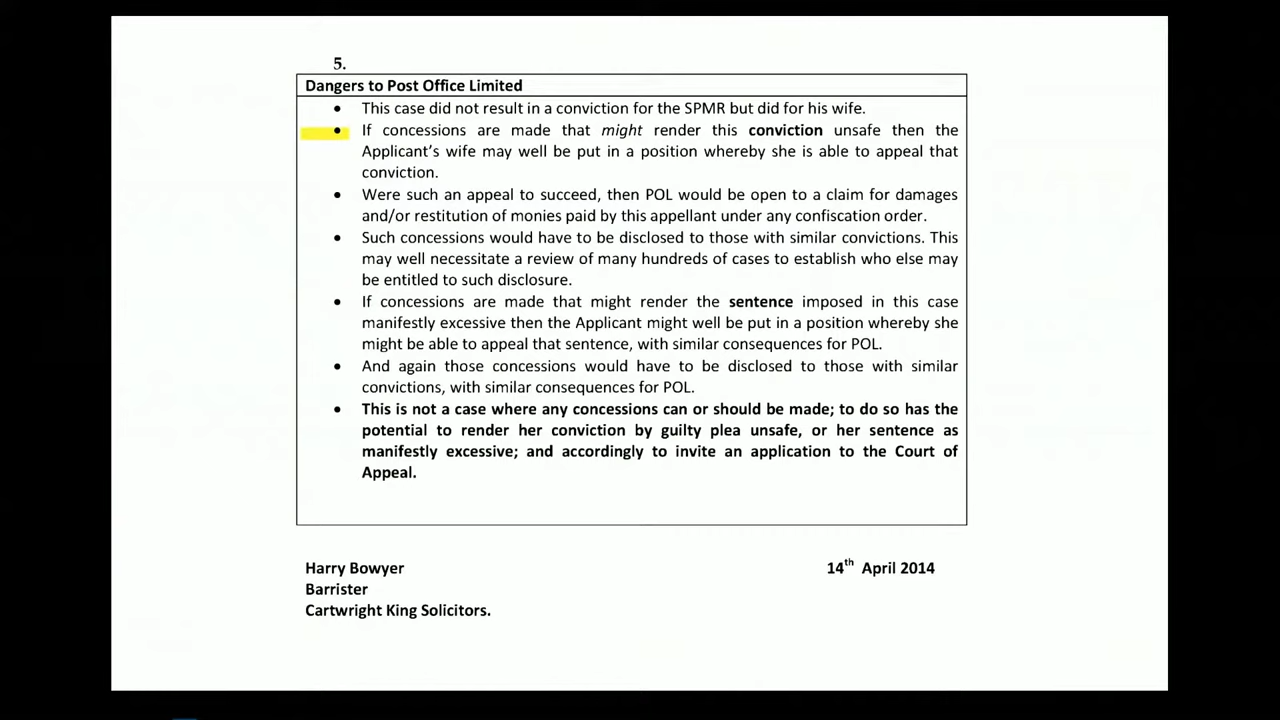 5.
Dangers to Post Office Limited
• This case did not result in a conviction for the SPMR but did for his wife.
• If concessions are made that might render this conviction unsafe then the
Applicant's wife may well be put in a position whereby she is able to appeal that
conviction.
• Were such an appeal to succeed, then POL would be open to a claim for damages
and/or restitution of monies paid by this appellant under any confiscation order.
• Such concessions would have to be disclosed to those with similar convictions. This
may well necessitate a review of many hundreds of cases to establish who else may
be entitled to such disclosure.
• If concessions are made that might render the sentence imposed in this case
manifestly excessive then the Applicant might well be put in a position whereby she
might be able to appeal that sentence, with similar consequences for POL.
• And again those concessions would have to be disclosed to those with similar
convictions, with similar consequences for POL.
• This is not a case where any concessions can or should be made; to do so has the
potential to render her conviction by guilty plea unsafe, or her sentence as
manifestly excessive; and accordingly to invite an application to the Court of
Appeal.
Harry Bowyer 14th April 2014
Barrister
Cartwright King Solicitors.